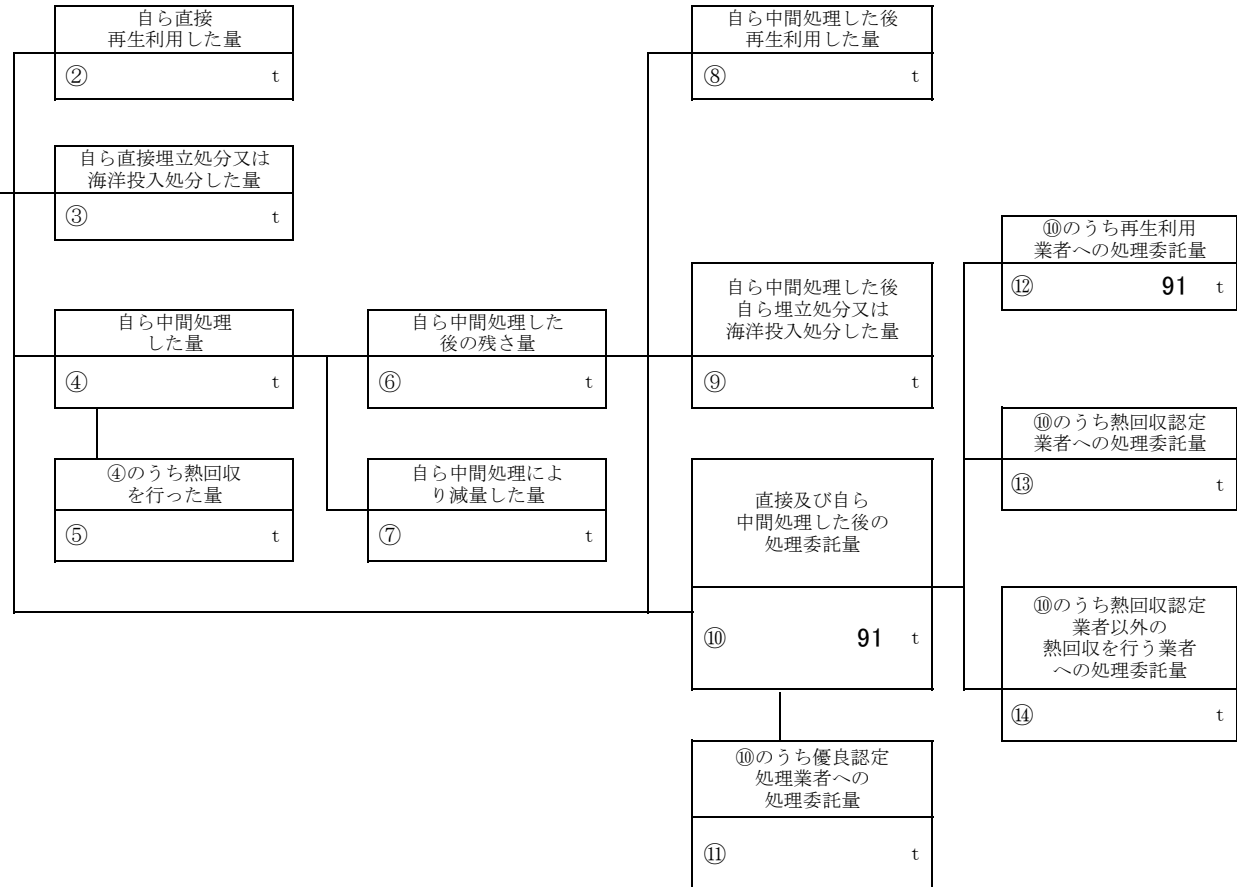 自ら直接
再生利用した量
② t
自ら直接埋立処分又は
海洋投入処分した量
③ t
自ら中間処理
した量
④ t
④のうち熱回収
を行った量
⑤ t
自ら中間処理した
後の残さ量
⑥ t
自ら中間処理によ
り減量した量
⑦ t
自ら中間処理した後
再生利用した量
⑧ t
自ら中間処理した後
自ら埋立処分又は
海洋投入処分した量
⑨ t
直接及び自ら
中間処理した後の
処理委託量
⑩ 91 t
⑩のうち優良認定
処理業者への
処理委託量
⑪ t
⑩のうち再生利用
業者への処理委託量
⑫ 91 t
⑩のうち熱回収認定
業者への処理委託量
⑬ t
⑩のうち熱回収認定
業者以外の
熱回収を行う業者
への処理委託量
⑭ t